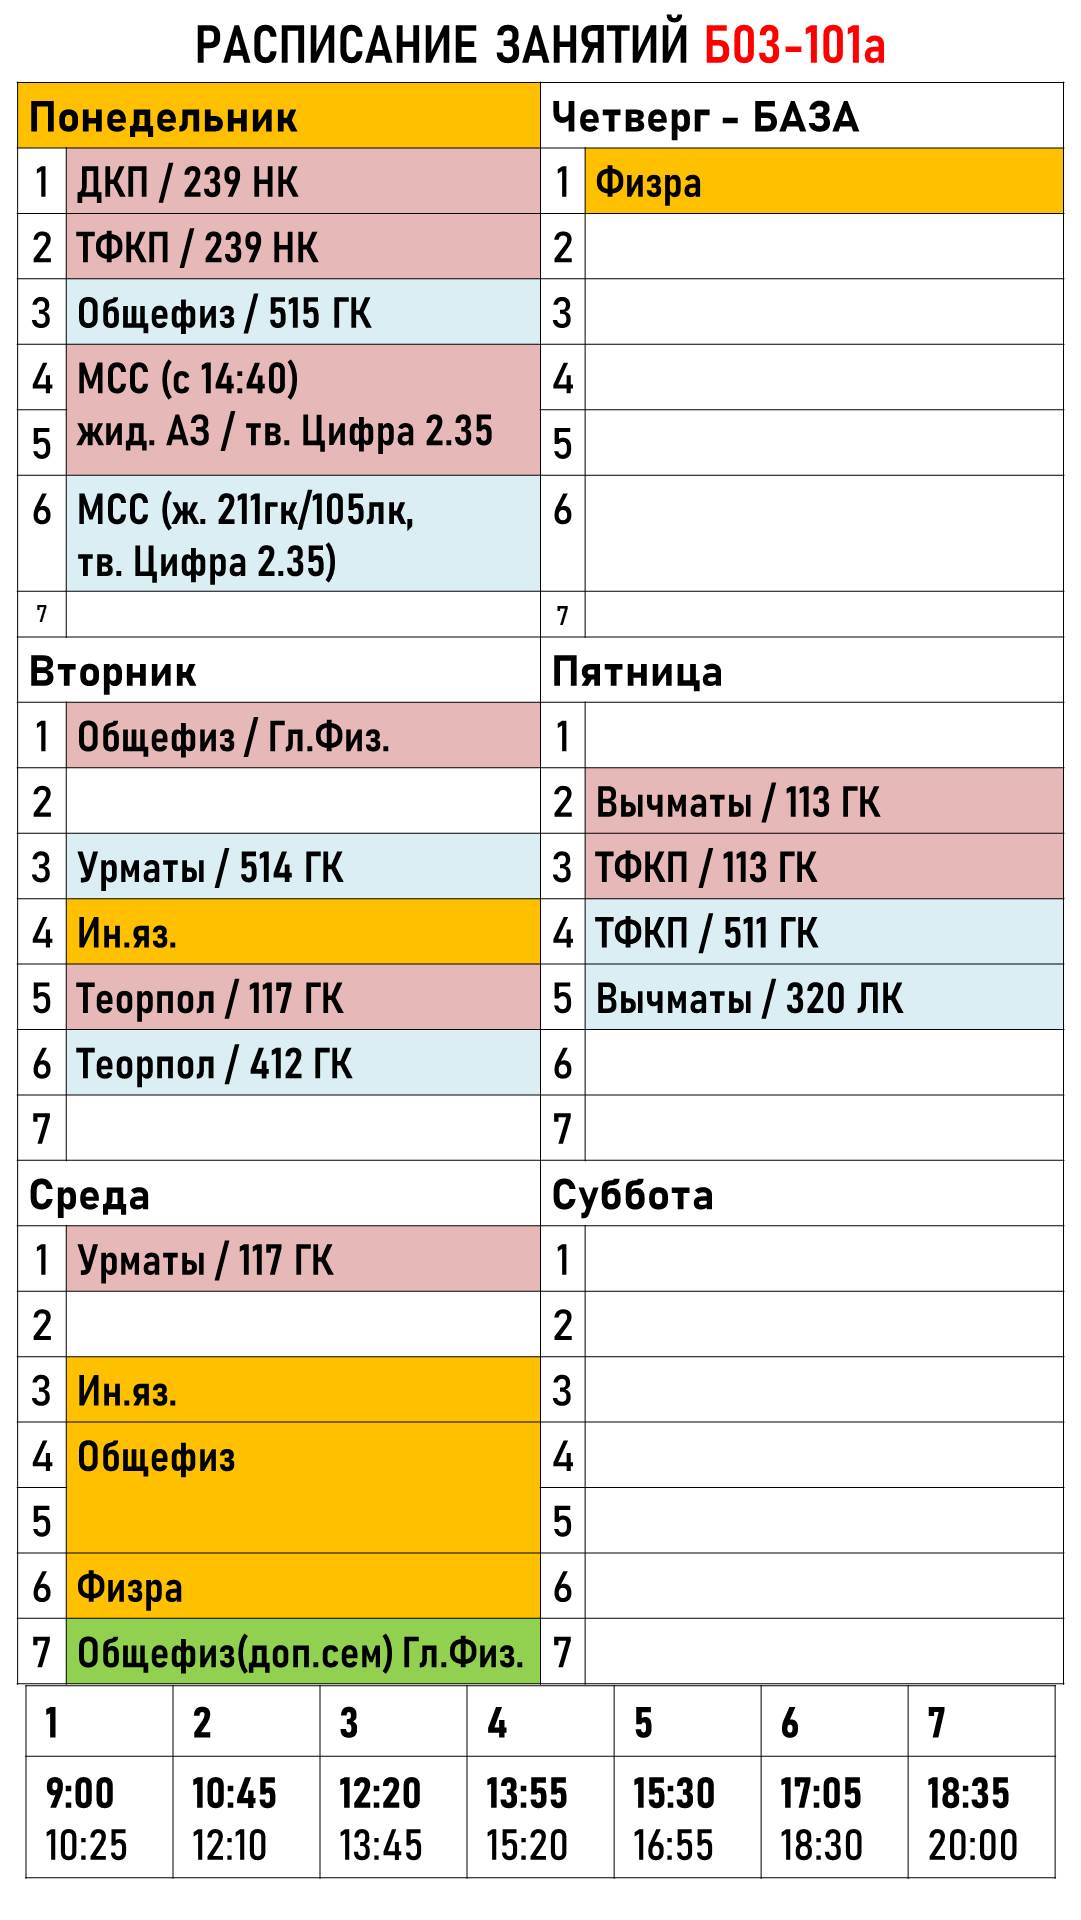 РАСПИСАНИЕ ЗАНЯТИЙ Б03-101а
Понедельник
1 ДКП / 239 НК
2 ТФКП / 239 НК
3 Общефиз / 515 ГК
4 МСС (с 14:40)
жид. АЗ / тв. Цифра 2.35
5
6 МСС (ж. 211гк/105лк,
тв. Цифра 2.35)
7
Вторник
1 Общефиз / Гл.Физ.
2
3 Урматы / 514 ГК
4 Ин.яз.
5 Теорпол / 117 ГК
6 Теорпол / 412 ГК
7
Среда
1 Урматы / 117 ГК
2
3 Ин.яз.
4 Общефиз
5
6 Физра
7 Общефиз(доп.сем) Гл.Физ.
Четверг - БАЗА
1 Физра
2
3
4
5
6
7
Пятница
1
2 Вычматы / 113 ГК
3 ТФКП / 113 ГК
4 ТФКП / 511 ГК
5 Вычматы / 320 ЛК
6
7
Суббота
1
2
3
4
5
6
7
1 2 3 4 5 6 7
9:00 10:45 12:20 13:55 15:30 17:05 18:35
10:25 12:10 13:45 15:20 16:55 18:30 20:00